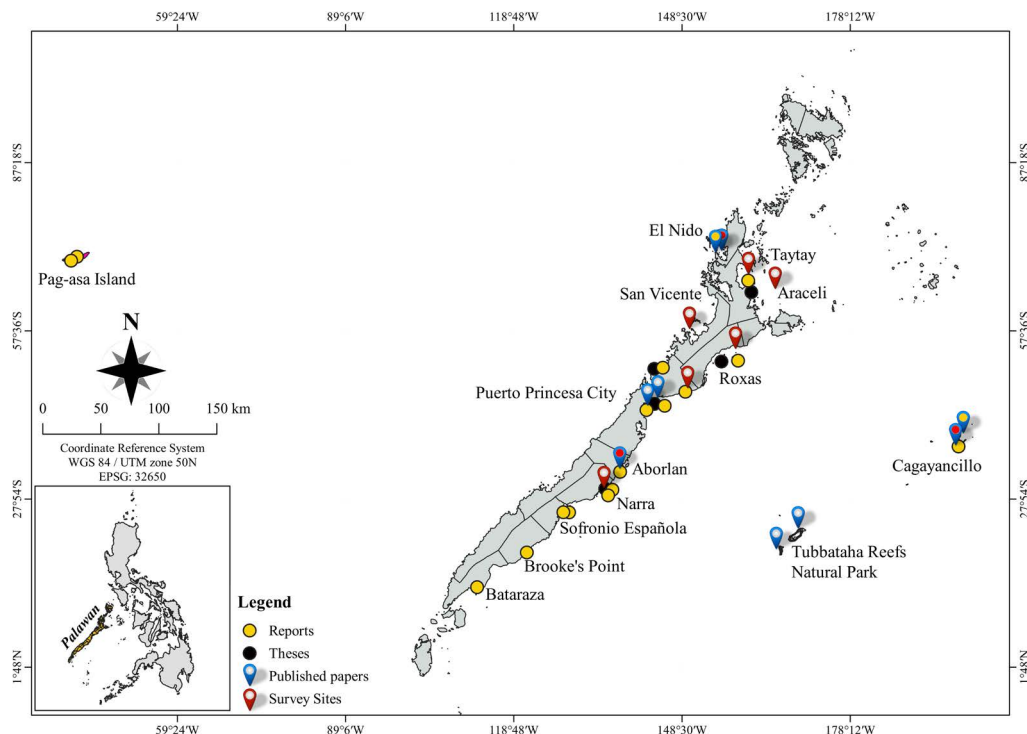 59°24'W 89°6'W 118°48'W 148°30'W 178°12'W
87°18'S 87°18'S
El Nido
Taytay
Pag-asa Island
San Vicente
Araceli
N
57°36'S 57°36'S
Roxas
Puerto Princesa City
0 50 100 150 km
Coordinate Reference System
WGS 84 / UTM zone 50N
EPSG: 32650
Cagayancillo
Aborlan
27°54'S 27°54'S
Narra
Sofronio Española
Tubbataha Reefs
Natural Park
Brooke's Point
Bataraza
Palawan
Legend
Reports
Theses
Published papers
Survey Sites
1°48'N 1°48'N
59°24'W 89°6'W 118°48'W 148°30'W 178°12'W